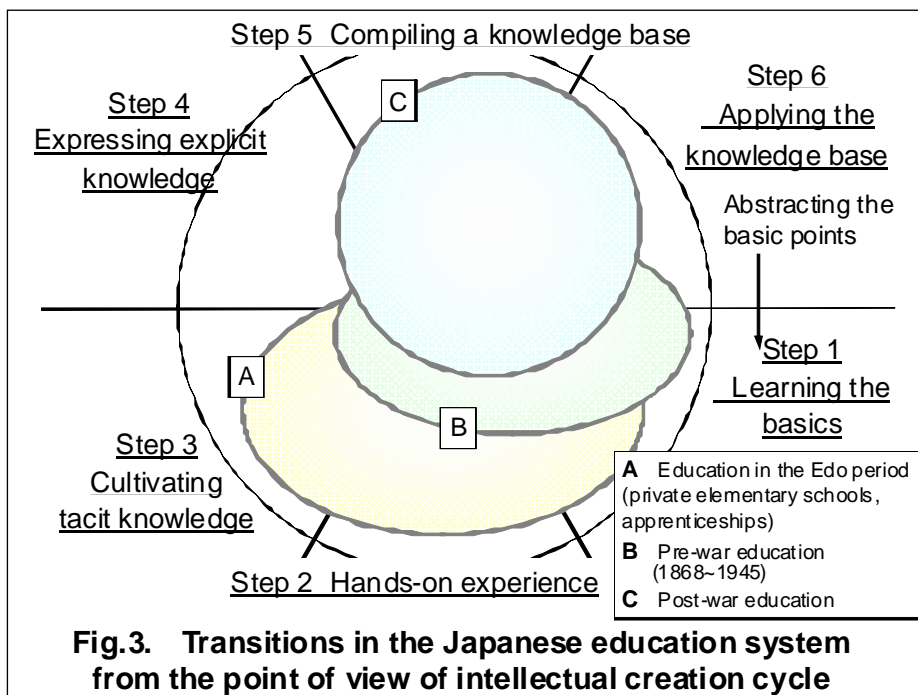 Step 5 Compiling a knowledge base
C
Step 4
Expressing explicit
knowledge
Step 6
Applying the
knowledge base
Abstracting the
basic points
A
B
Step 1
Learning the
basics
Step 3
Cultivating
tacit knowledge
Step 2 Hands-on experience
A Education in the Edo period
(private elementary schools,
apprenticeships)
B Pre-war education
(1868~1945)
C Post-war education
Fig.3. Transitions in the Japanese education system
from the point of view of intellectual creation cycle